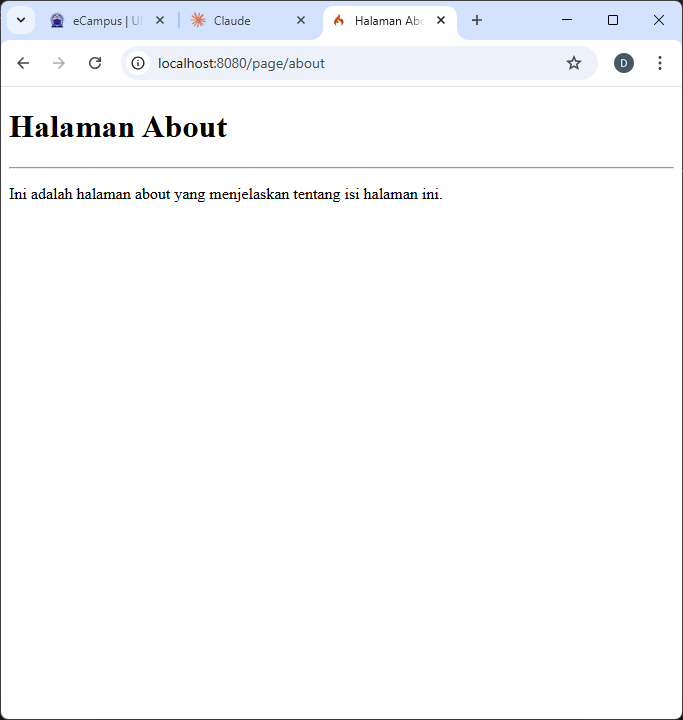 eCampus | U
Claude
Halaman Abo
localhost:8080/page/about
D
Halaman About
Ini adalah halaman about yang menjelaskan tentang isi halaman ini.